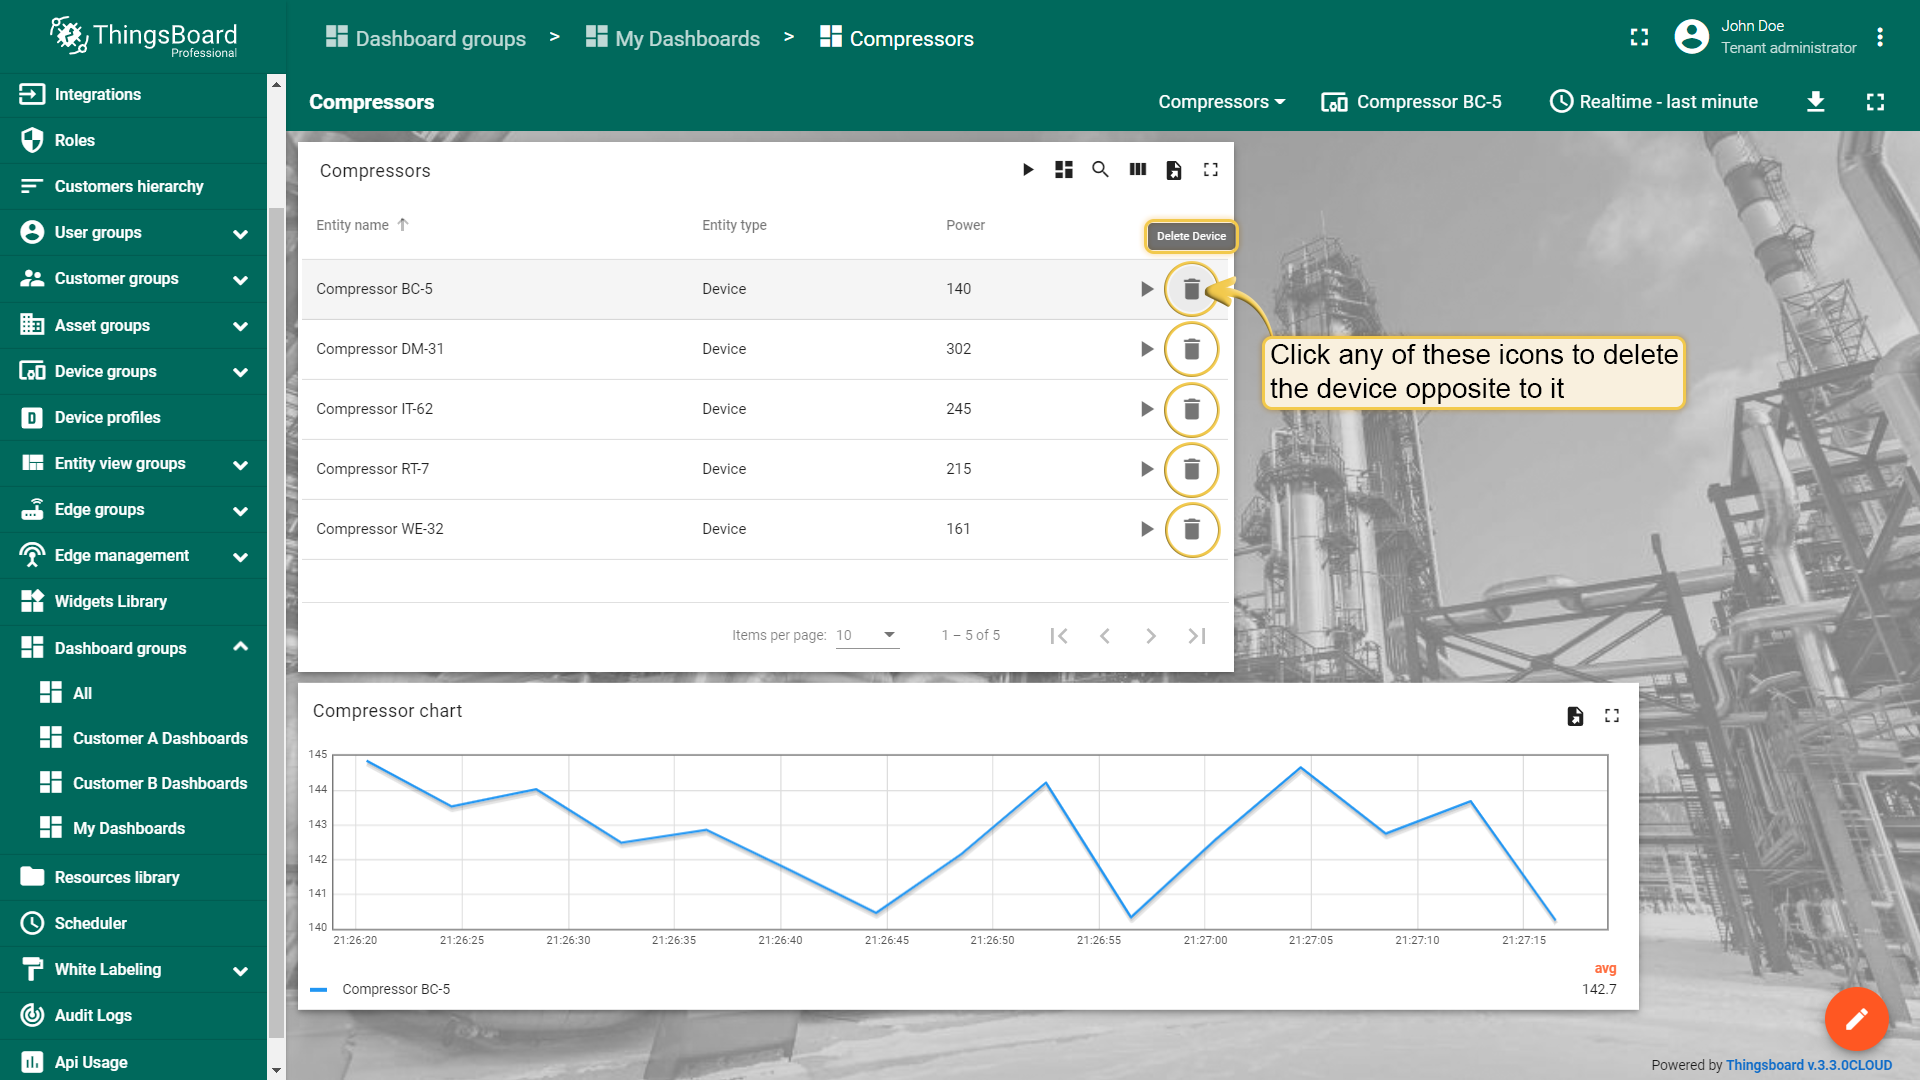 ThingsBoard
Professional
Dashboard groups > My Dashboards > Compressors
John Doe
Tenant administrator
Integrations
Roles
Customers hierarchy
User groups
Customer groups
Asset groups
Device groups
Device profiles
Entity view groups
Edge groups
Edge management
Widgets Library
Dashboard groups
All
Customer A Dashboards
Customer B Dashboards
My Dashboards
Resources library
Scheduler
White Labeling
Audit Logs
Api Usage
Compressors
Compressors
Compressor BC-5
Realtime - last minute
Compressors
Entity name Entity type Power
Delete Device
Compressor BC-5 Device 140
Compressor DM-31 Device 302
Compressor IT-62 Device 245
Compressor RT-7 Device 215
Compressor WE-32 Device 161
Click any of these icons to delete
the device opposite to it
Items per page: 10 1 – 5 of 5
Compressor chart
145
144
143
142
141
140
21:26:20 21:26:25 21:26:30 21:26:35 21:26:40 21:26:45 21:26:50 21:26:55 21:27:00 21:27:05 21:27:10 21:27:15
avg
Compressor BC-5 142.7
Powered by Thingsboard v.3.3.0CLOUD